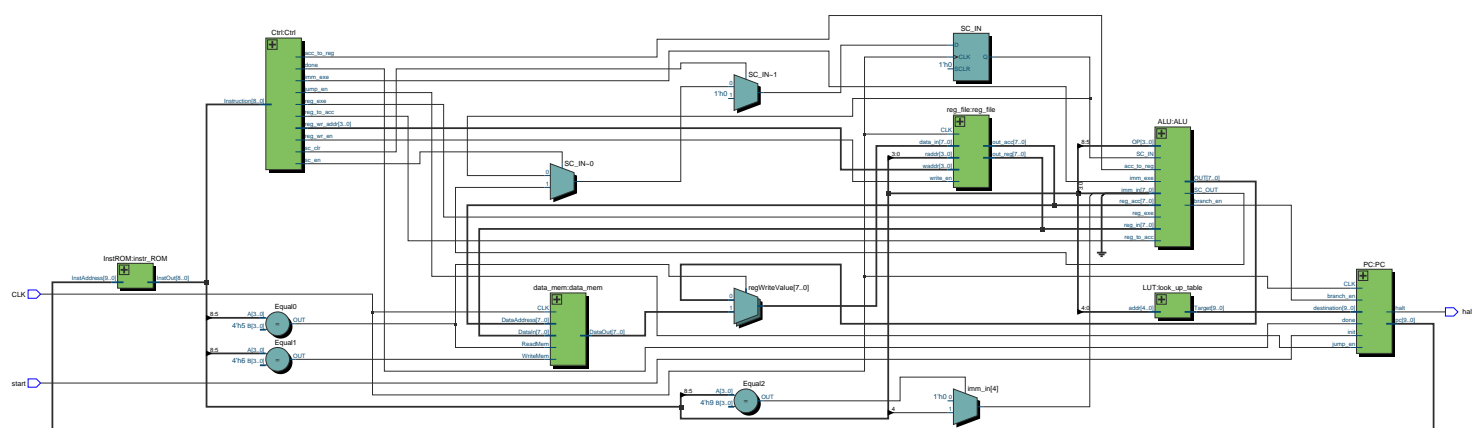 Ctrl:Ctrl
Instruction[8..0]
acc_to_reg
done
imm_exe
jump_en
reg_exe
reg_to_acc
reg_wr_addr[3..0]
reg_wr_en
sc_clr
sc_en
SC_IN~1
0
1'h0 1
SC_IN~0
0
1
SC_IN
D
CLK
1'h0
SCLR
Q
reg_file:reg_file
CLK
data_in[7..0]
3:0
raddr[3..0]
waddr[3..0]
write_en
out_acc[7..0]
out_reg[7..0]
ALU:ALU
8:5
OP[3..0]
SC_IN
acc_to_reg
imm_exe
3:0
imm_in[7..0]
reg_acc[7..0]
reg_exe
reg_in[7..0]
reg_to_acc
OUT[7..0]
SC_OUT
branch_en
InstROM:instr_ROM
InstAddress[9..0]
InstOut[8..0]
CLK
start
8:5
Equal0
A[3..0]
4'h5 B[3..0]
=
OUT
8:5
Equal1
A[3..0]
4'h6 B[3..0]
=
OUT
data_mem:data_mem
CLK
DataAddress[7..0]
DataIn[7..0]
ReadMem
WriteMem
DataOut[7..0]
regWriteValue[7..0]
0
1
LUT:look_up_table
4:0
addr[4..0]
Target[9..0]
PC:PC
CLK
branch_en
destination[9..0]
done
init
jump_en
halt
pc[9..0]
hal
8:5
Equal2
A[3..0]
4'h9 B[3..0]
=
OUT
imm_in[4]
1'h0 0
4
1